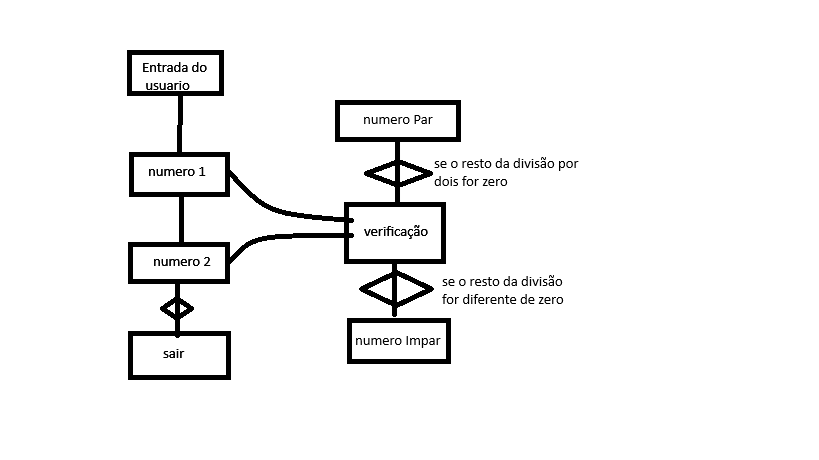 Entrada do
usuario
numero 1
numero 2
sair
numero Par
se o resto da divisão por
dois for zero
verificação
se o resto da divisão
for diferente de zero
numero Impar